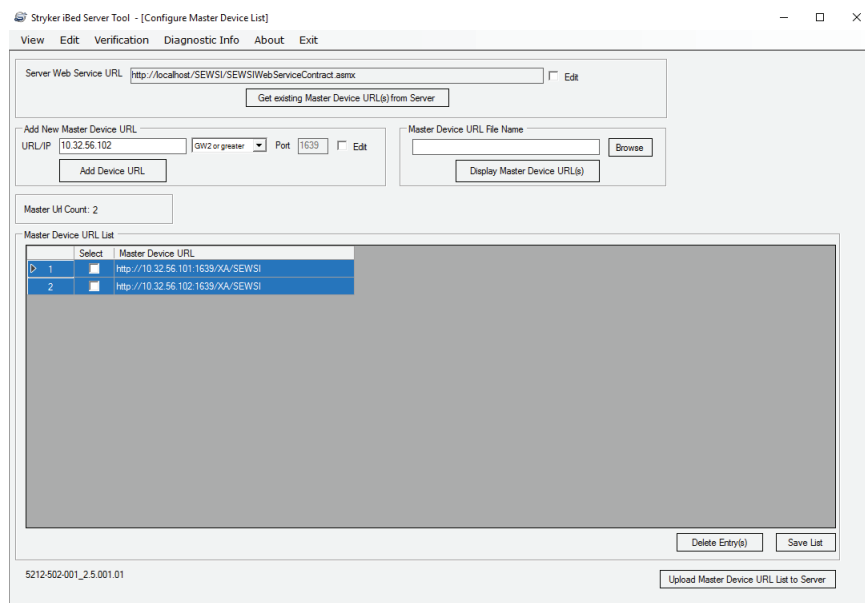 Stryker iBed Server Tool - [Configure Master Device List]
View Edit Verification Diagnostic Info About Exit
Server Web Service URL http://localhost/SEWSI/SEWSIWebServiceContract.asmx Edit
Get existing Master Device URL(s) from Server
Add New Master Device URL
URL/IP 10.32.56.102 GW2 or greater Port 1639 Edit
Add Device URL
Master Device URL File Name
Browse
Display Master Device URL(s)
Master Url Count: 2
Master Device URL List
Select Master Device URL
1 http://10.32.56.101:1639/XA/SEWSI
2 http://10.32.56.102:1639/XA/SEWSI
Delete Entry(s) Save List
5212-502-001_2.5.001.01
Upload Master Device URL List to Server